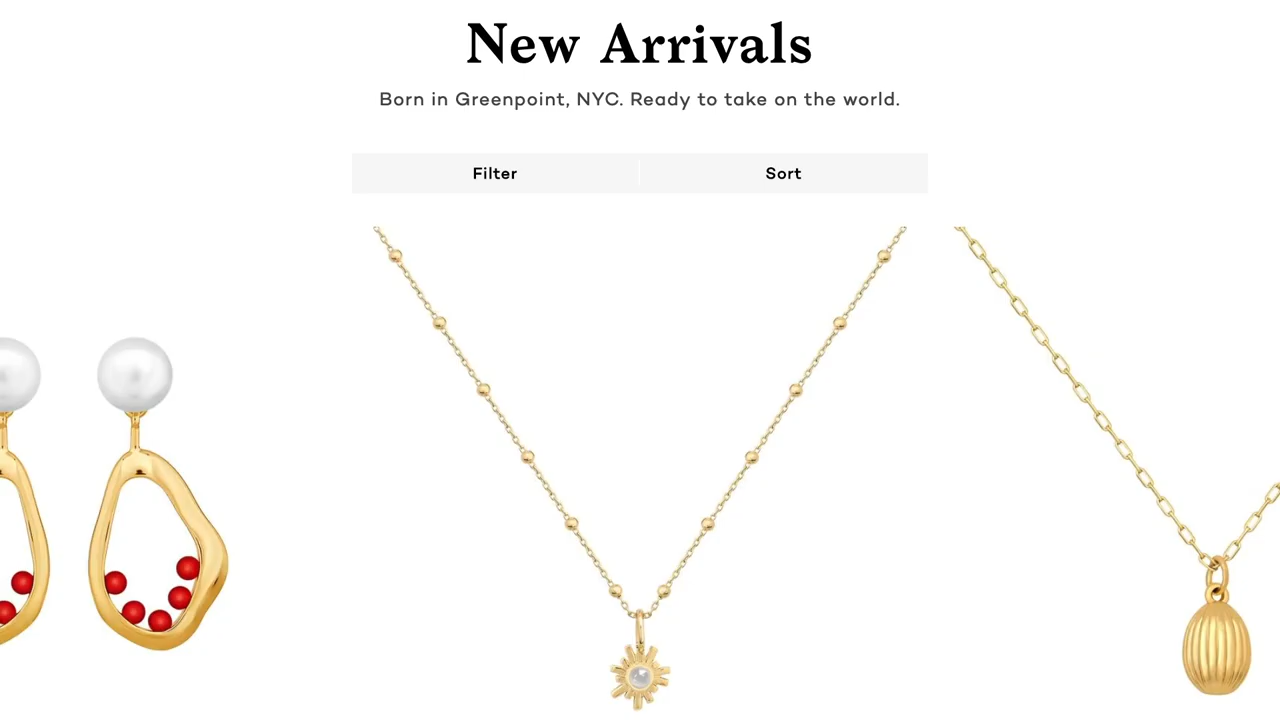 New Arrivals
Born in Greenpoint, NYC. Ready to take on the world.
Filter
Sort